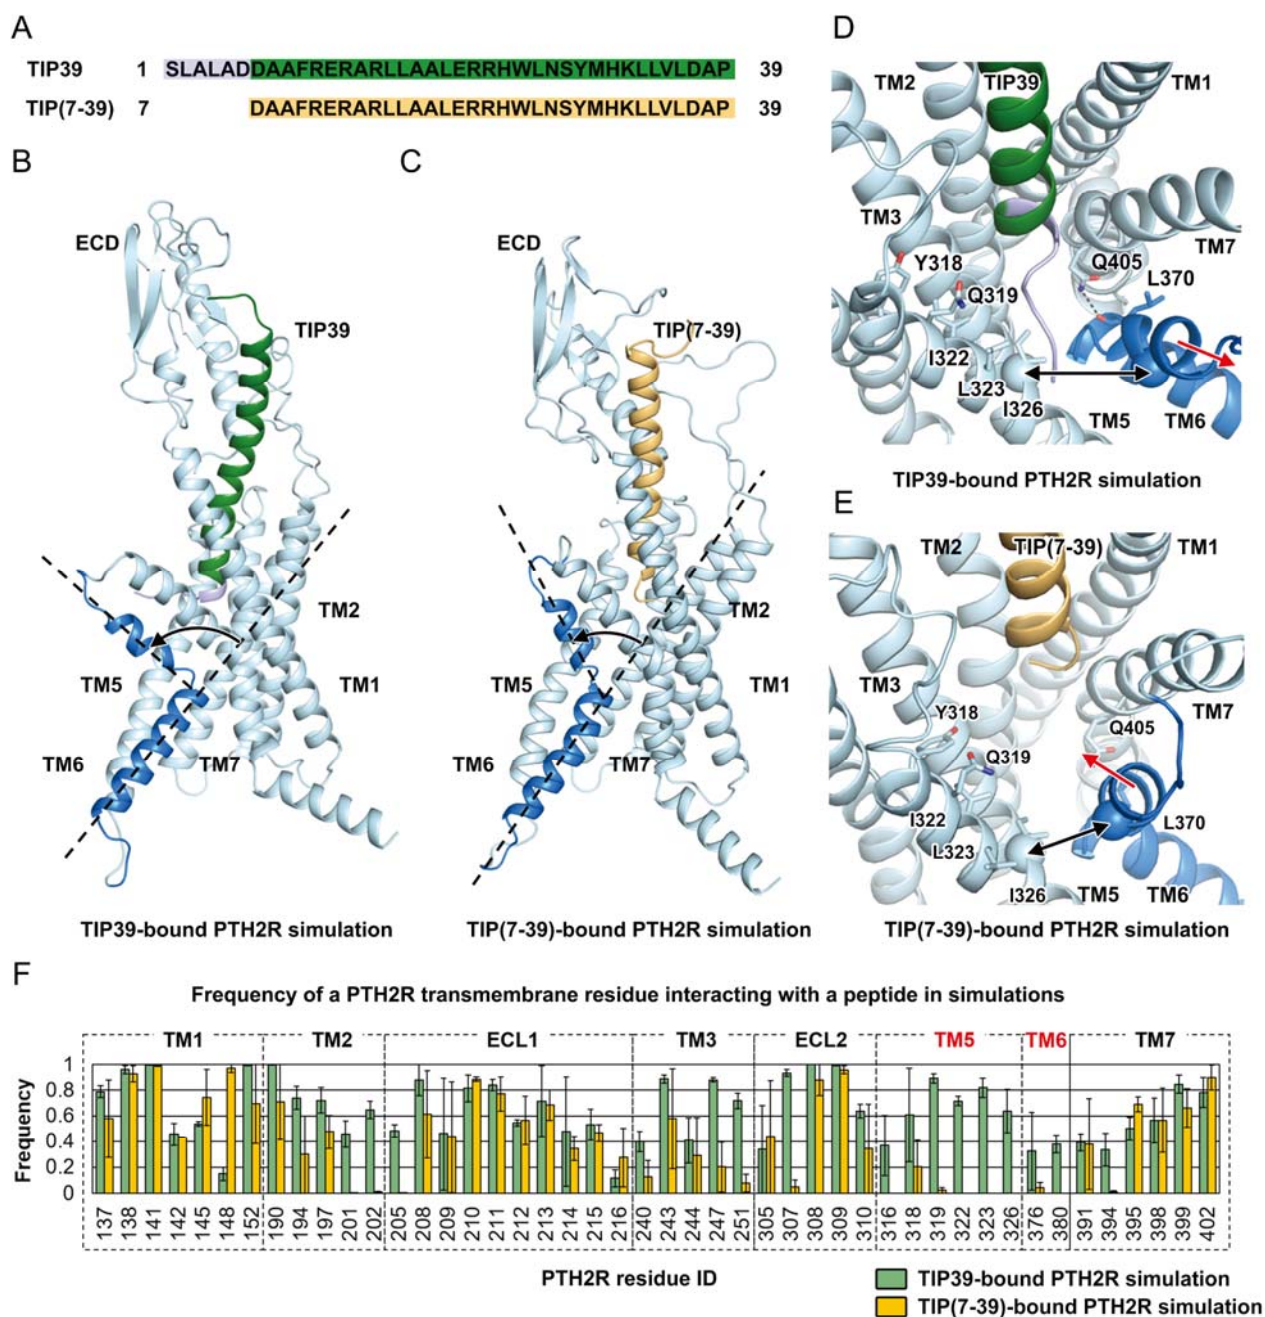 A
TIP39 1 SLALADDAAFRERARLLAALERRHWLNSYMHKLLVLDAP 39
TIP(7-39) 7 DAAFRERARLLAALERRHWLNSYMHKLLVLDAP 39
B
ECD
TIP39
TM2
TM5
TM1
TM6
TM7
TIP39-bound PTH2R simulation
C
ECD
TIP(7-39)
TM2
TM5
TM1
TM6
TM7
TIP(7-39)-bound PTH2R simulation
D
TM2
TIP39
TM1
TM3
TM7
Y318
Q405
L370
Q319
I322
L323
I326
TM5
TM6
TIP39-bound PTH2R simulation
E
TM2
TIP(7-39)
TM1
TM3
TM7
Y318
Q405
Q319
I322
L370
L323
I326
TM5
TM6
TIP(7-39)-bound PTH2R simulation
F
Frequency of a PTH2R transmembrane residue interacting with a peptide in simulations
TM1 TM2 ECL1 TM3 ECL2 TM5 TM6 TM7
Frequency
1
0.8
0.6
0.4
0.2
0
137 138 141 142 145 148 152 190 194 197 201 202 205 208 209 210 211 212 213 214 215 216 240 243 244 247 251 305 307 308 309 310 316 318 319 322 323 326 376 380 391 394 395 398 399 402
PTH2R residue ID
TIP39-bound PTH2R simulation
TIP(7-39)-bound PTH2R simulation